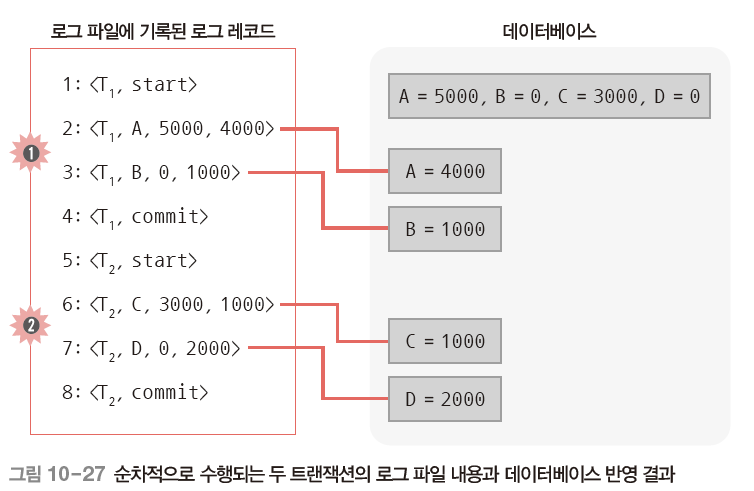 로그 파일에 기록된 로그 레코드
데이터베이스
1: <T1, start>
A = 5000, B = 0, C = 3000, D = 0
2: <T1, A, 5000, 4000>
1
3: <T1, B, 0, 1000>
A = 4000
4: <T1, commit>
B = 1000
5: <T2, start>
6: <T2, C, 3000, 1000>
2
7: <T2, D, 0, 2000>
C = 1000
8: <T2, commit>
D = 2000
그림 10-27 순차적으로 수행되는 두 트랜잭션의 로그 파일 내용과 데이터베이스 반영 결과